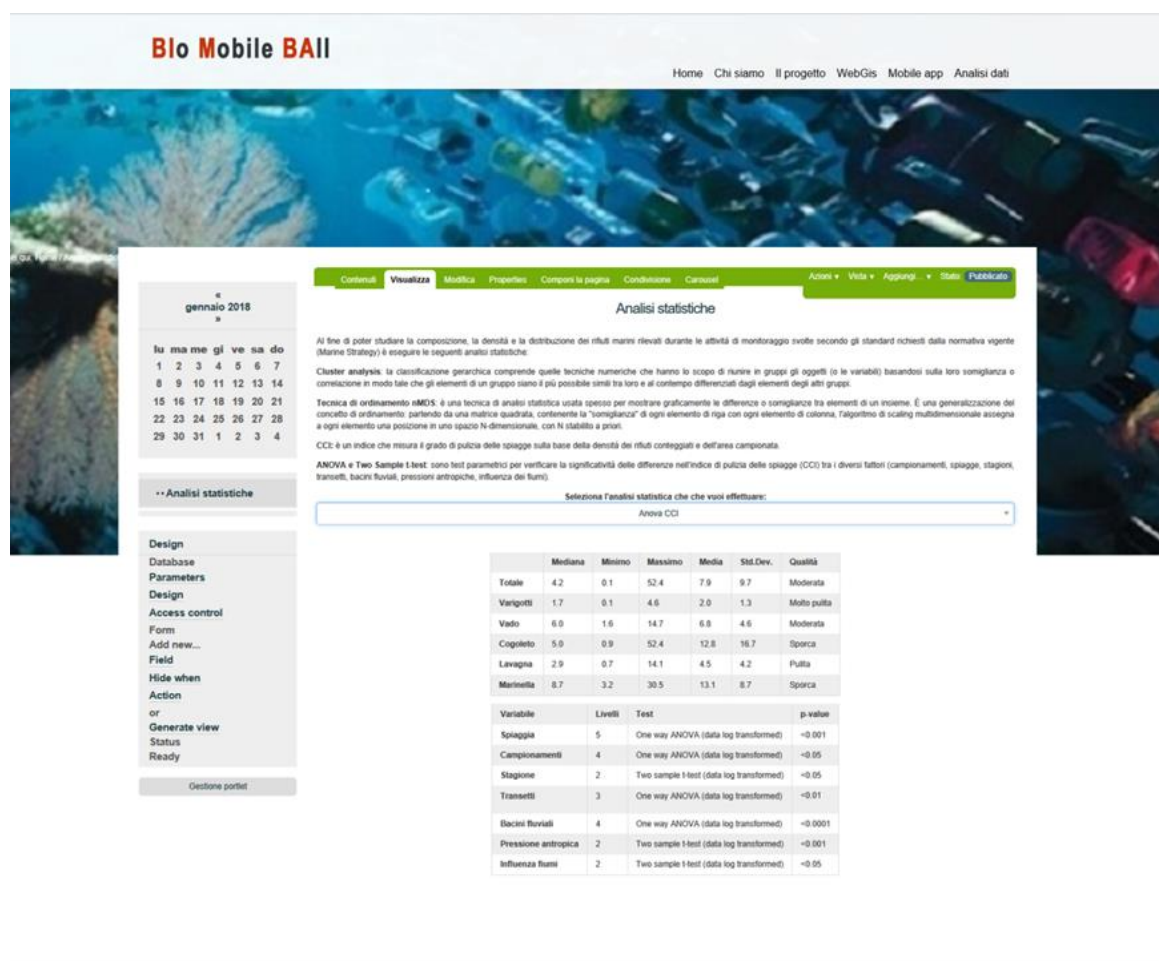 BIo Mobile BAll
Home Chi siamo Il progetto WebGis Mobile app Analisi dati
Contenuti Visualizza Modifica Properties Componi la pagina Condivisione Carousel Azioni Vista Aggiungi... Stato: Pubblicato
«
gennaio 2018
»
lu ma me gi ve sa do
1 2 3 4 5 6 7
8 9 10 11 12 13 14
15 16 17 18 19 20 21
22 23 24 25 26 27 28
29 30 31 1 2 3 4
Analisi statistiche
Design
Database
Parameters
Design
Access control
Form
Add new...
Field
Hide when
Action
or
Generate view
Status
Ready
Gestione portlet
Analisi statistiche
Al fine di poter studiare la composizione, la densità e la distribuzione dei rifiuti marini rilevati durante le attività di monitoraggio svolte secondo gli standard richiesti dalla normativa vigente
(Marine Strategy) è eseguire le seguenti analisi statistiche:
Cluster analysis: la classificazione gerarchica comprende quelle tecniche numeriche che hanno lo scopo di riunire in gruppi gli oggetti (o le variabili) basandosi sulla loro somiglianza o
correlazione in modo tale che gli elementi di un gruppo siano il più possibile simili tra loro e al contempo differenziati dagli elementi degli altri gruppi.
Tecnica di ordinamento nMDS: è una tecnica di analisi statistica usata spesso per mostrare graficamente le differenze o somiglianze tra elementi di un insieme. É una generalizzazione del
concetto di ordinamento: partendo da una matrice quadrata, contenente la "somiglianza" di ogni elemento di riga con ogni elemento di colonna, l'algoritmo di scaling multidimensionale assegna
a ogni elemento una posizione in uno spazio N-dimensionale, con N stabilito a priori.
CCI: è un indice che misura il grado di pulizia delle spiagge sulla base della densità dei rifiuti conteggiati e dell'area campionata.
ANOVA e Two Sample t-test: sono test parametrici per verificare la significatività delle differenze nell'indice di pulizia delle spiagge (CCI) tra i diversi fattori (campionamenti, spiagge, stagioni,
transetti, bacini fluviali, pressioni antropiche, influenza dei fiumi).
Seleziona l'analisi statistica che che vuoi effettuare:
Anova CCI
Mediana Minimo Massimo Media Std.Dev. Qualità
Totale 4.2 0.1 52.4 7.9 9.7 Moderata
Varigotti 1.7 0.1 4.6 2.0 1.3 Molto pulita
Vado 6.0 1.6 14.7 6.8 4.6 Moderata
Cogoleto 5.0 0.9 52.4 12.8 16.7 Sporca
Lavagna 2.9 0.7 14.1 4.5 4.2 Pulita
Marinella 8.7 3.2 30.5 13.1 8.7 Sporca
Variabile Livelli Test p-value
Spiaggia 5 One way ANOVA (data log transformed) <0.001
Campionamenti 4 One way ANOVA (data log transformed) <0.05
Stagione 2 Two sample t-test (data log transformed) <0.05
Transetti 3 One way ANOVA (data log transformed) <0.01
Bacini fluviali 4 One way ANOVA (data log transformed) <0.0001
Pressione antropica 2 Two sample t-test (data log transformed) <0.001
Influenza fiumi 2 Two sample t-test (data log transformed) <0.05